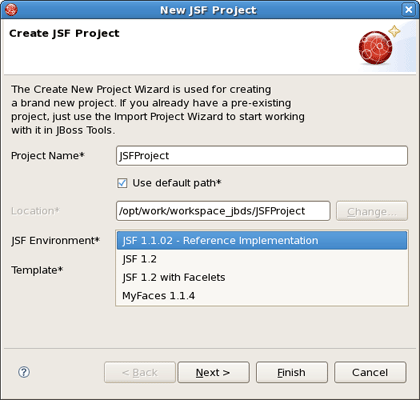 New JSF Project
Create JSF Project
The Create New Project Wizard is used for creating
a brand new project. If you already have a pre-existing
project, just use the Import Project Wizard to start working
with it in JBoss Tools.
Project Name* JSFProject
Use default path*
Location* /opt/work/workspace_jbds/JSFProject Change...
JSF Environment* JSF 1.1.02 - Reference Implementation
JSF 1.2
Template* JSF 1.2 with Facelets
MyFaces 1.1.4
? < Back Next > Finish Cancel